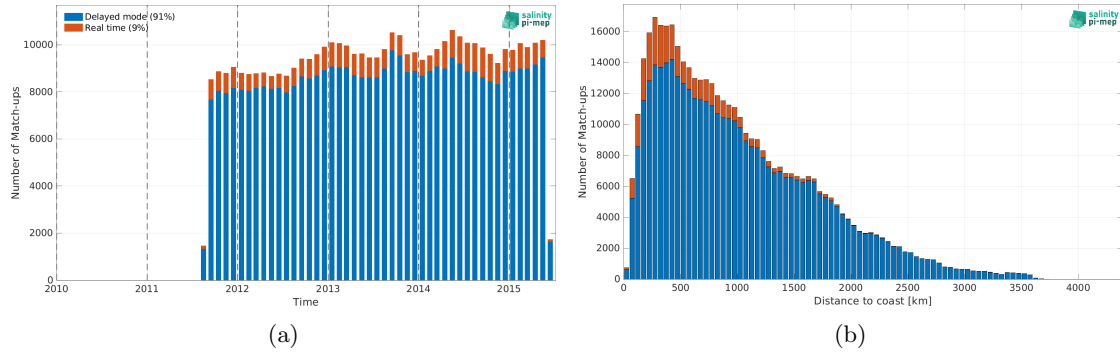 Delayed mode (91%)
Real time (9%)
salinity
pi-mep
10000
8000
6000
4000
2000
0
Number of Match-ups
2010
2011
2012
2013
2014
2015
Time
(a)
salinity
pi-mep
16000
14000
12000
10000
8000
6000
4000
2000
0
Number of Match-ups
0
500
1000
1500
2000
2500
3000
3500
4000
Distance to coast [km]
(b)